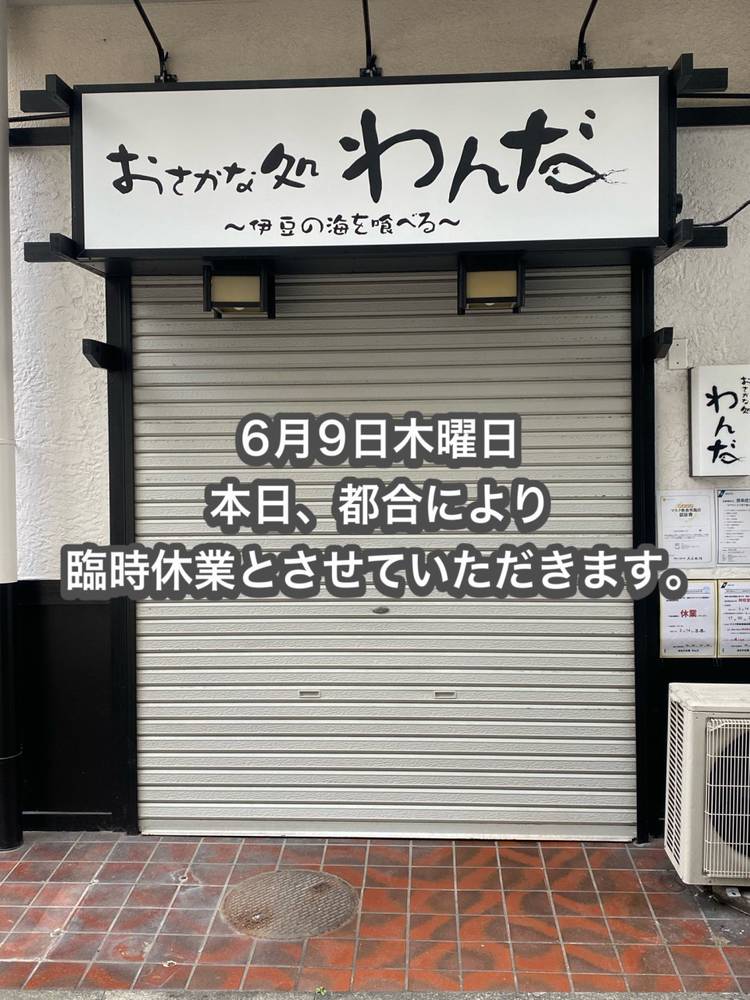 おさかな処 わんだ
～伊豆の海を喰べる～
6月9日木曜日
本日、都合により
臨時休業とさせていただきます。
おさかな処
わんだ
休業